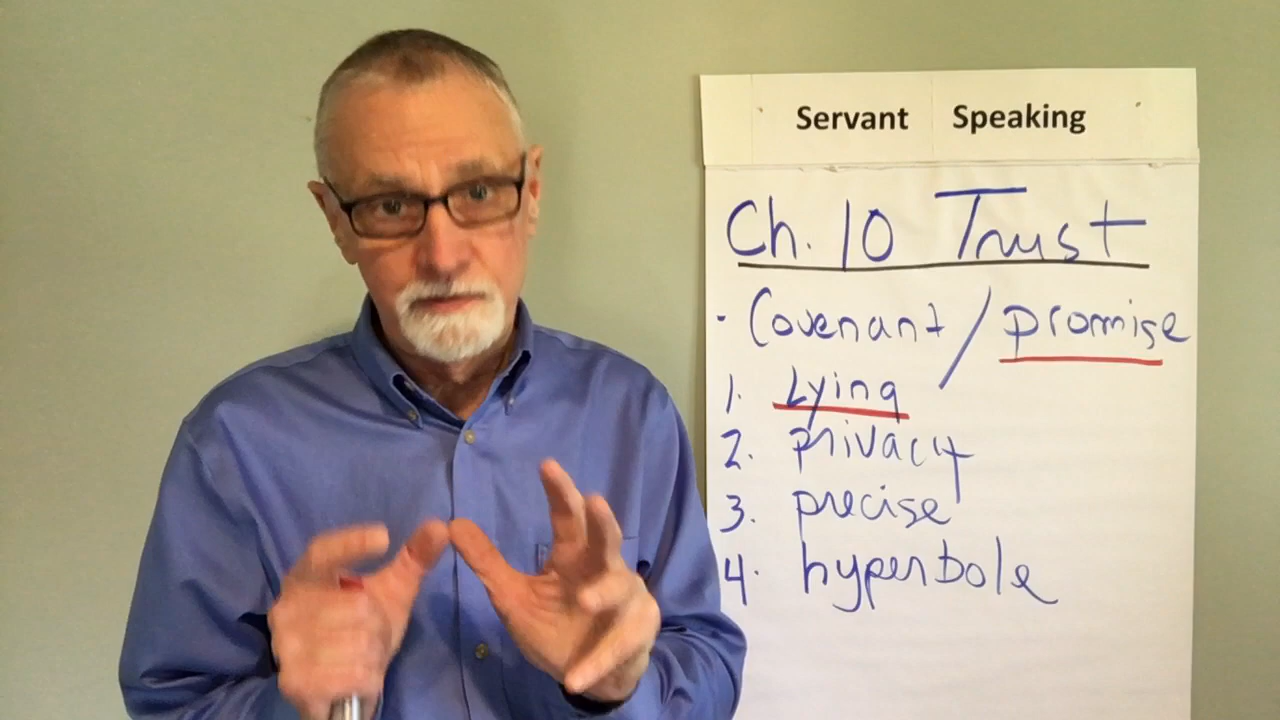 Servant Speaking
Ch. 10 Trust
· Covenant / promise
1. Lying
2. privacy
3. precise
4. hyperbole